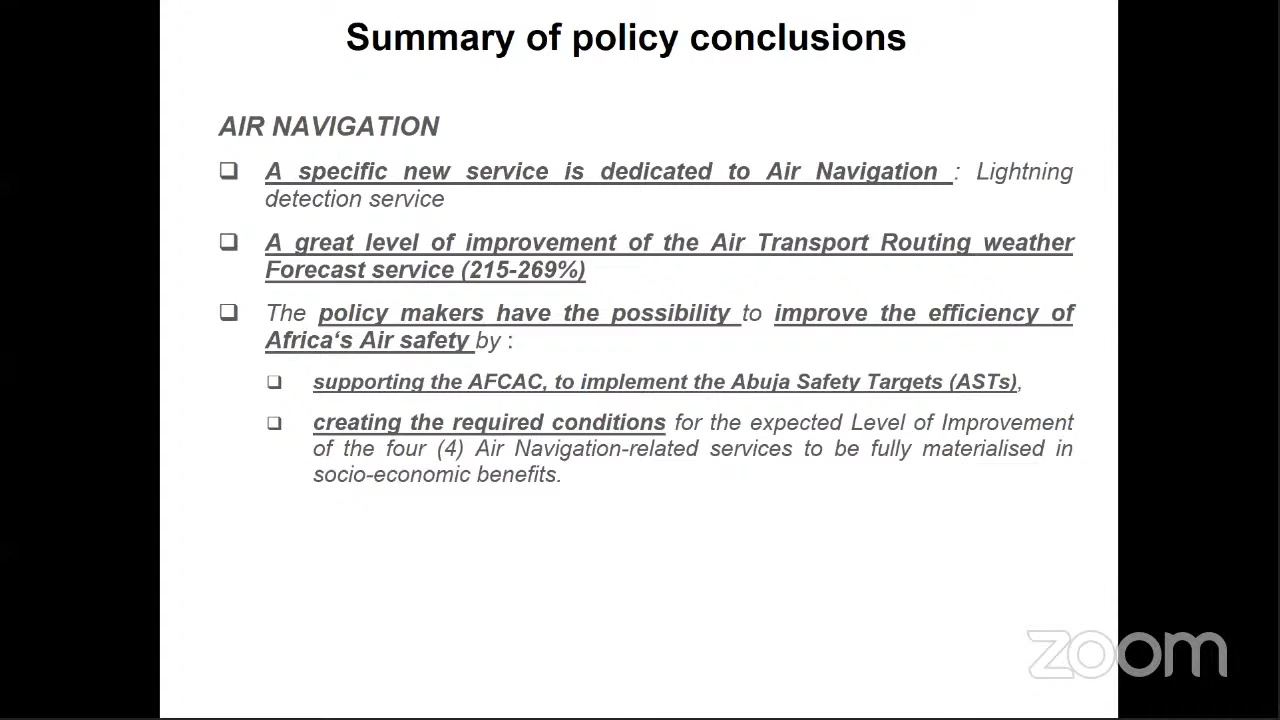 Summary of policy conclusions
AIR NAVIGATION
❑ A specific new service is dedicated to Air Navigation : Lightning
detection service
❑ A great level of improvement of the Air Transport Routing weather
Forecast service (215-269%)
❑ The policy makers have the possibility to improve the efficiency of
Africa‘s Air safety by :
❑ supporting the AFCAC, to implement the Abuja Safety Targets (ASTs),
❑ creating the required conditions for the expected Level of Improvement
of the four (4) Air Navigation-related services to be fully materialised in
socio-economic benefits.
zoom